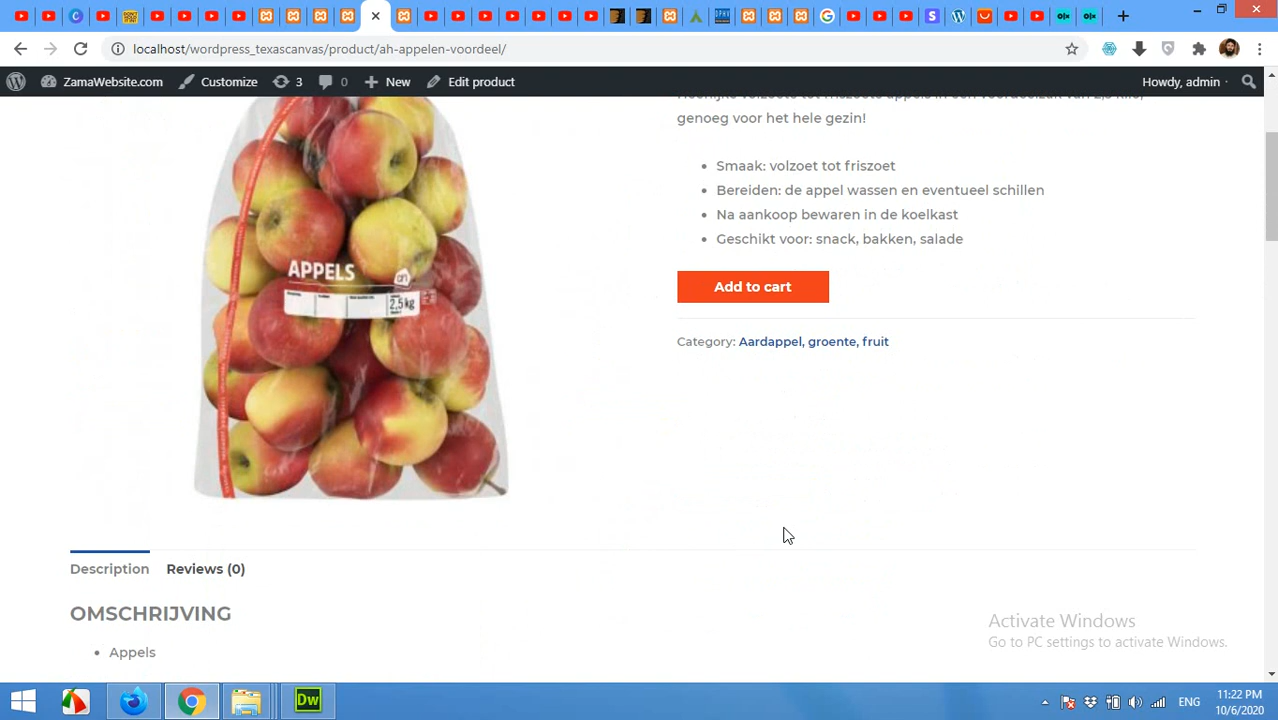 localhost/wordpress_texascanvas/product/ah-appelen-voordeel/
ZamaWebsite.com
Customize
3
0
New
Edit product
Howdy, admin
genoeg voor het hele gezin!
Smaak: volzoet tot friszoet
Bereiden: de appel wassen en eventueel schillen
Na aankoop bewaren in de koelkast
Geschikt voor: snack, bakken, salade
APPELS
ah
2,5kg
Add to cart
Category: Aardappel, groente, fruit
Description
Reviews (0)
OMSCHRIJVING
Appels
Activate Windows
Go to PC settings to activate Windows.
Dw
ENG
11:22 PM
10/6/2020